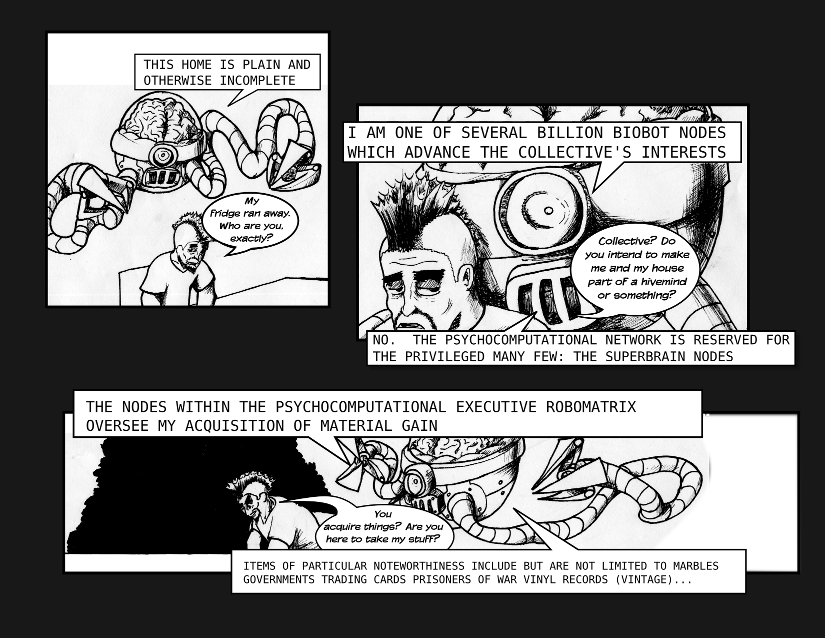 THIS HOME IS PLAIN AND
OTHERWISE INCOMPLETE
My
fridge ran away.
Who are you,
exactly?
I AM ONE OF SEVERAL BILLION BIOBOT NODES
WHICH ADVANCE THE COLLECTIVE'S INTERESTS
Collective? Do
you intend to make
me and my house
part of a hivemind
or something?
NO. THE PSYCHOCOMPUTATIONAL NETWORK IS RESERVED FOR
THE PRIVILEGED MANY FEW: THE SUPERBRAIN NODES
THE NODES WITHIN THE PSYCHOCOMPUTATIONAL EXECUTIVE ROBOMATRIX
OVERSEE MY ACQUISITION OF MATERIAL GAIN
You
acquire things? Are you
here to take my stuff?
ITEMS OF PARTICULAR NOTEWORTHINESS INCLUDE BUT ARE NOT LIMITED TO MARBLES
GOVERNMENTS TRADING CARDS PRISONERS OF WAR VINYL RECORDS (VINTAGE)...